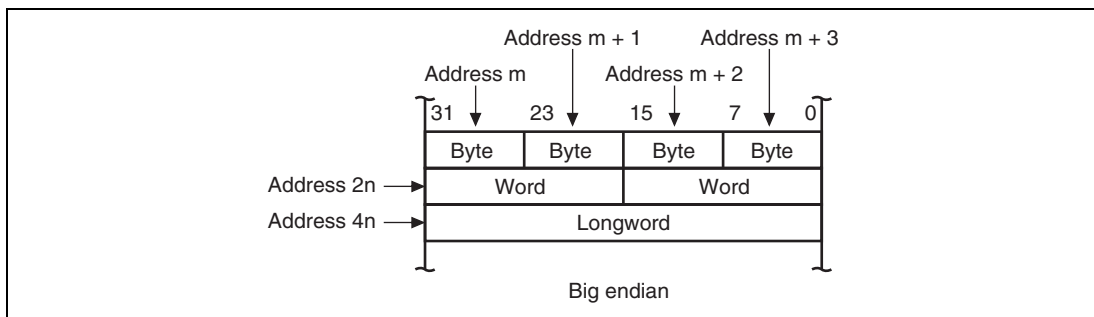 Address m + 1 Address m + 3
Address m Address m + 2
31 23 15 7 0
Byte Byte Byte Byte
Address 2n Word Word
Address 4n Longword
Big endian